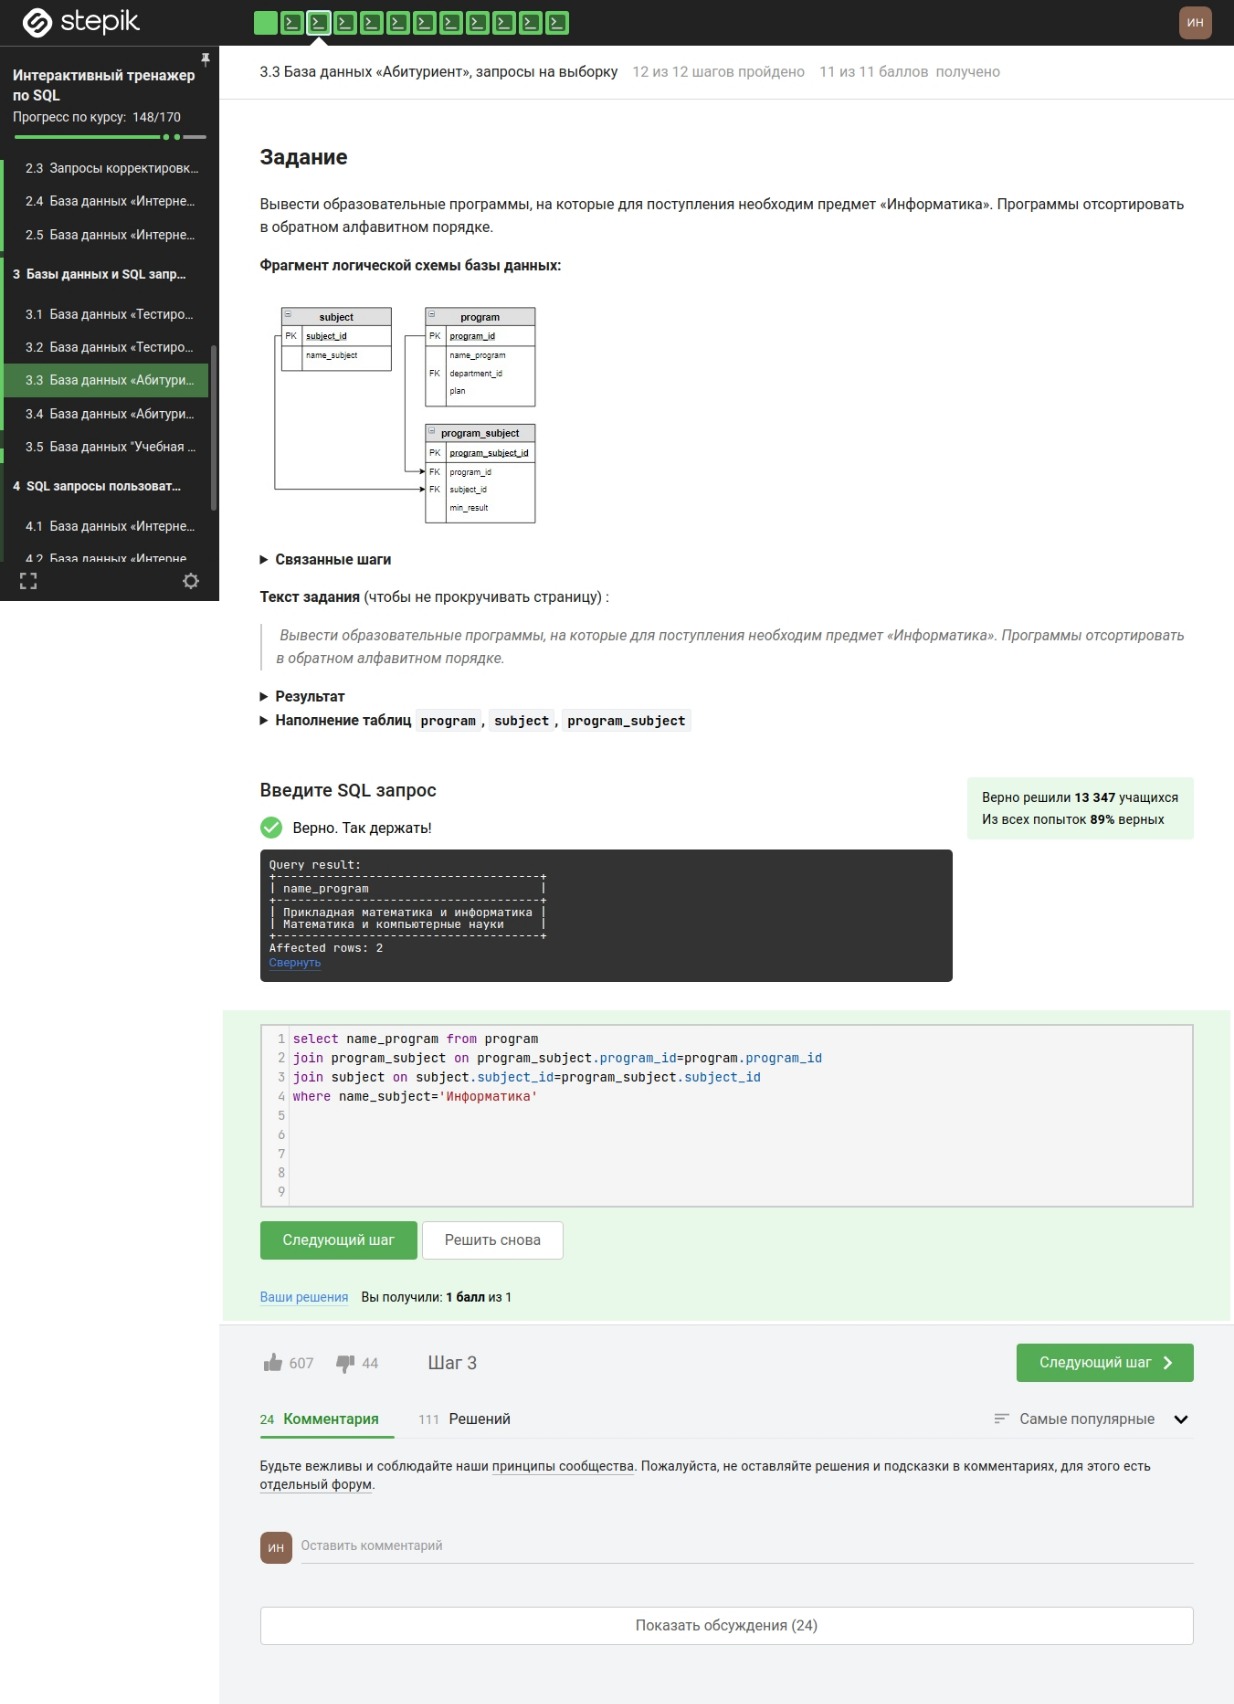 stepik
ИН
Интерактивный тренажер
по SQL
Прогресс по курсу: 148/170
2.3 Запросы корректировк...
2.4 База данных «Интерне...
2.5 База данных «Интерне...
3 Базы данных и SQL запр...
3.1 База данных «Тестиро...
3.2 База данных «Тестиро...
3.3 База данных «Абитури...
3.4 База данных «Абитури...
3.5 База данных "Учебная ...
4 SQL запросы пользоват...
4.1 База данных «Интерне...
4.2 База данных «Интерне
3.3 База данных «Абитуриент», запросы на выборку 12 из 12 шагов пройдено 11 из 11 баллов получено
Задание
Вывести образовательные программы, на которые для поступления необходим предмет «Информатика». Программы отсортировать
в обратном алфавитном порядке.
Фрагмент логической схемы базы данных:
subject
PK subject_id
name_subject
program
PK program_id
name_program
FK department_id
plan
program_subject
PK program_subject_id
FK program_id
FK subject_id
min_result
Связанные шаги
Текст задания (чтобы не прокручивать страницу) :
Вывести образовательные программы, на которые для поступления необходим предмет «Информатика». Программы отсортировать
в обратном алфавитном порядке.
Результат
Наполнение таблиц program, subject, program_subject
Введите SQL запрос
Верно решили 13 347 учащихся
Из всех попыток 89% верных
Верно. Так держать!
Query result:
+-------------------------------------+
| name_program                        |
+-------------------------------------+
| Прикладная математика и информатика |
| Математика и компьютерные науки     |
+-------------------------------------+
Affected rows: 2
Свернуть
1 select name_program from program
2 join program_subject on program_subject.program_id=program.program_id
3 join subject on subject.subject_id=program_subject.subject_id
4 where name_subject='Информатика'
5
6
7
8
9
Следующий шаг
Решить снова
Ваши решения Вы получили: 1 балл из 1
607 44 Шаг 3
Следующий шаг
24 Комментария 111 Решений
Самые популярные
Будьте вежливы и соблюдайте наши принципы сообщества. Пожалуйста, не оставляйте решения и подсказки в комментариях, для этого есть
отдельный форум.
ИН Оставить комментарий
Показать обсуждения (24)